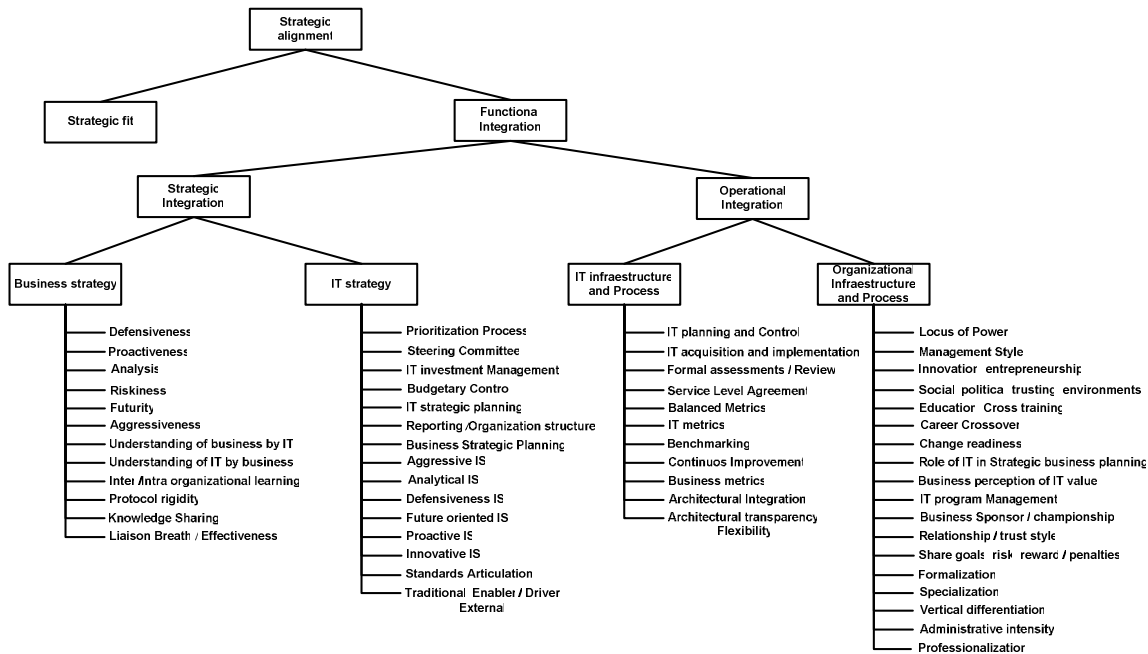 Strategic
alignment
Strategic fit
Functiona
Integration
Strategic
Integration
Operational
Integration
Business strategy
IT strategy
IT infraestructure
and Process
Organizational
Infraestructure
and Process
Defensiveness
Proactiveness
Analysis
Riskiness
Futurity
Aggressiveness
Understanding of business by IT
Understanding of IT by business
Inter /Intra organizational learning
Protocol rigidity
Knowledge Sharing
Liaison Breath / Effectiveness
Prioritization Process
Steering Committee
IT investment Management
Budgetary Contro
IT strategic planning
Reporting /Organization structure
Business Strategic Planning
Aggressive IS
Analytical IS
Defensiveness IS
Future oriented IS
Proactive IS
Innovative IS
Standards Articulation
Traditional Enabler / Driver
External
IT planning and Control
IT acquisition and implementation
Formal assessments / Review
Service Level Agreement
Balanced Metrics
IT metrics
Benchmarking
Continuos Improvement
Business metrics
Architectural Integration
Architectural transparency
Flexibility
Locus of Power
Management Style
Innovation entrepreneurship
Social political trusting environments
Education Cross training
Career Crossover
Change readiness
Role of IT in Strategic business planning
Business perception of IT value
IT program Management
Business Sponsor / championship
Relationship / trust style
Share goals risk reward / penalties
Formalization
Specialization
Vertical differentiation
Administrative intensity
Professionalization